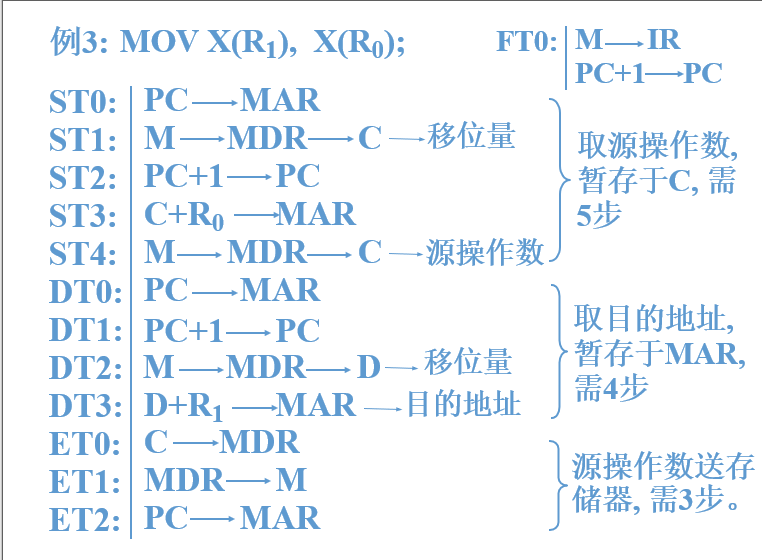 例3: MOV X(R₁), X(R₀);
FT0: M→IR
PC+1→PC
ST0: PC→MAR
ST1: M→MDR→C→移位量
ST2: PC+1→PC
ST3: C+R₀→MAR
ST4: M→MDR→C→源操作数
取源操作数,
暂存于C, 需
5步
DT0: PC→MAR
DT1: PC+1→PC
DT2: M→MDR→D→移位量
DT3: D+R₁→MAR→目的地址
取目的地址,
暂存于MAR,
需4步
ET0: C→MDR
ET1: MDR→M
ET2: PC→MAR
源操作数送存
储器, 需3步。